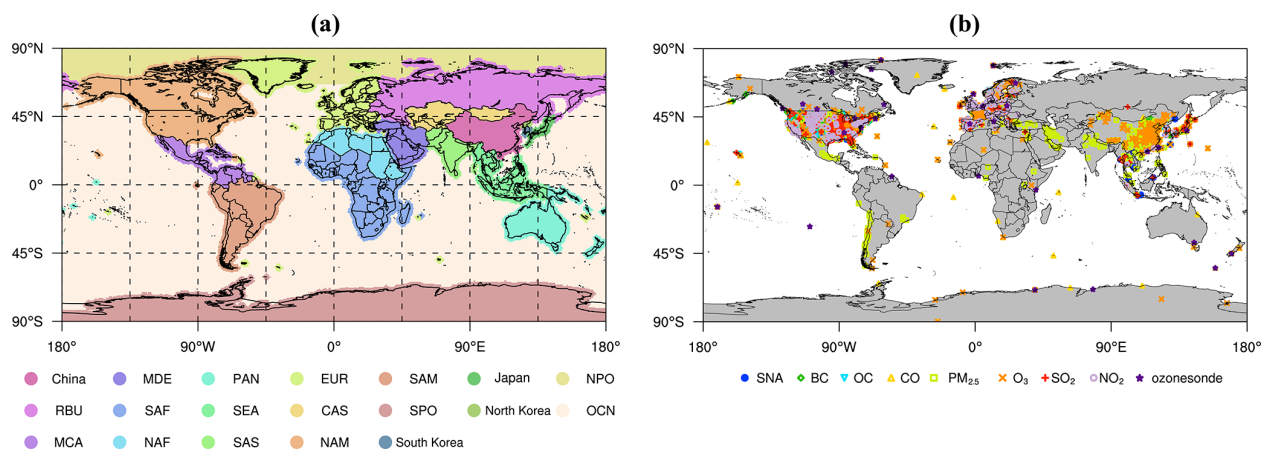 (a)
90°N
45°N
0°
45°S
90°S
180° 90°W 0° 90°E 180°
China MDE PAN EUR SAM Japan NPO
RBU SAF SEA CAS SPO North Korea OCN
MCA NAF SAS NAM South Korea
(b)
90°N
45°N
0°
45°S
90°S
180° 90°W 0° 90°E 180°
SNA BC OC CO PM2.5 O3 SO2 NO2 ozonesonde